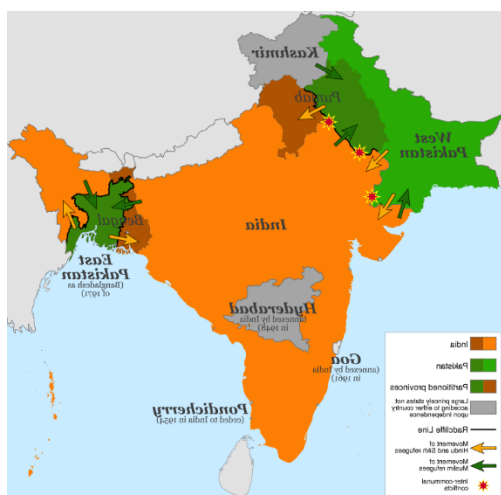 Kashmir
Punjab
West
Pakistan
India
Bengal
East
Pakistan
(Bangladesh as
of 1971)
Hyderabad
(annexed by India
in 1948)
Goa
(annexed by India
in 1961)
Pondicherry
(ceded to India in 1954)
India
Pakistan
Partitioned provinces
Large princely states not
acceding to either country
upon independence
Radcliffe Line
Movement of
Hindu and Sikh refugees
Movement of
Muslim refugees
Inter-communal
conflicts